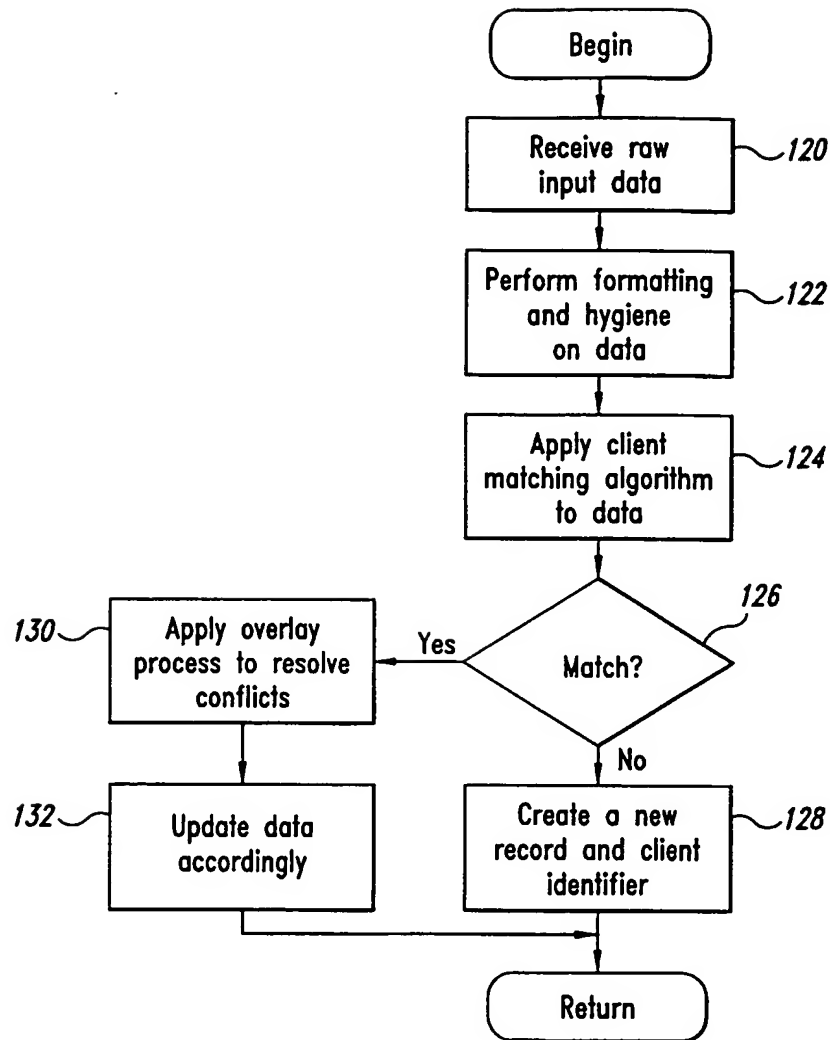 Begin
Receive raw
input data
120
Perform formatting
and hygiene
on data
122
Apply client
matching algorithm
to data
124
126
Match?
Yes
No
130
Apply overlay
process to resolve
conflicts
132
Update data
accordingly
Create a new
record and client
identifier
128
Return